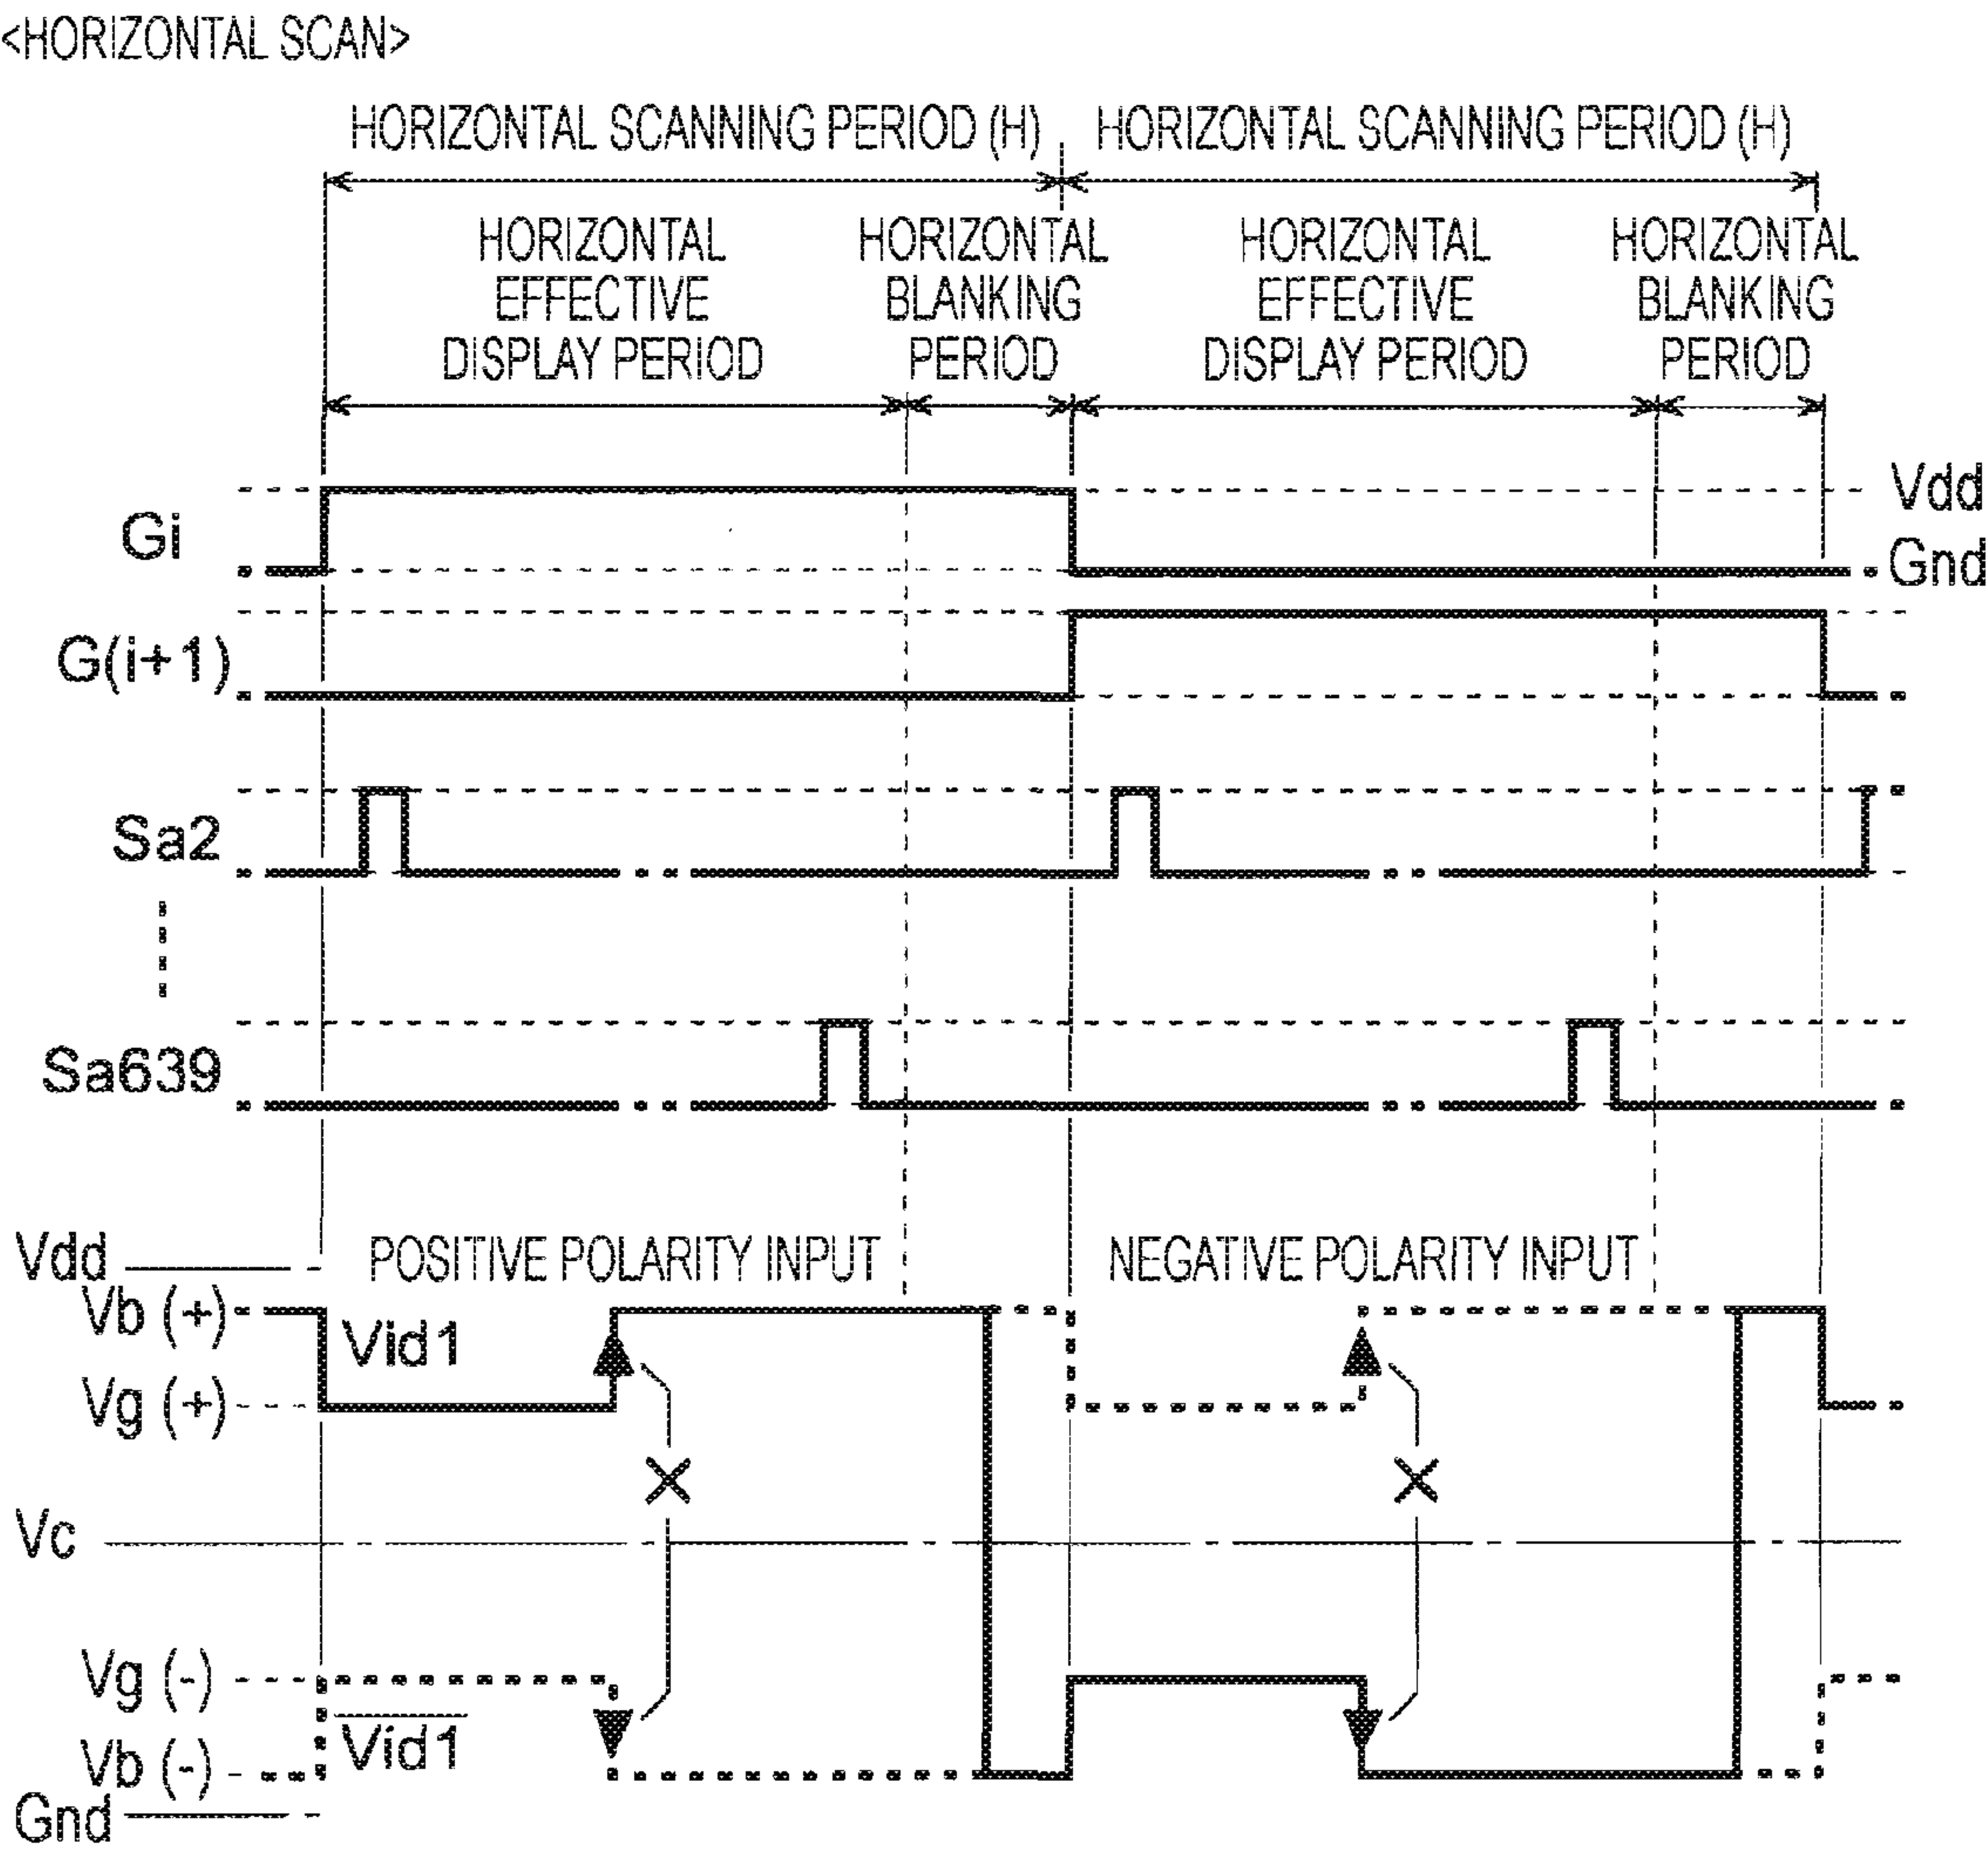 <HORIZONTAL SCAN>
HORIZONTAL SCANNING PERIOD (H) HORIZONTAL SCANNING PERIOD (H)
HORIZONTAL EFFECTIVE DISPLAY PERIOD
HORIZONTAL BLANKING PERIOD
HORIZONTAL EFFECTIVE DISPLAY PERIOD
HORIZONTAL BLANKING PERIOD
Vdd
Gi
Gnd
G(i+1)
Sa2
Sa639
Vdd
POSITIVE POLARITY INPUT
NEGATIVE POLARITY INPUT
Vb (+)
Vid1
Vg (+)
Vc
Vg (-)
V̅i̅d̅1̅
Vb (-)
Gnd